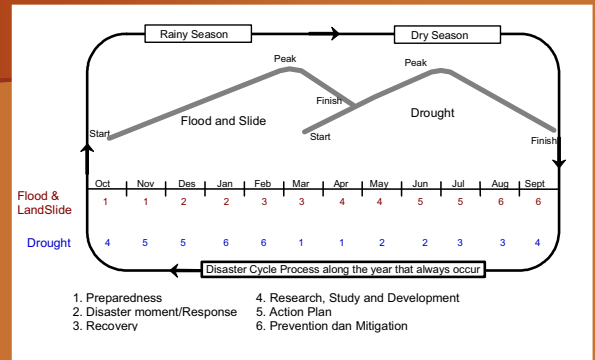 Rainy Season
Dry Season
Peak
Peak
Finish
Flood and Slide
Drought
Start
Start
Finish
Oct Nov Des Jan Feb Mar Apr May Jun Jul Aug Sept
Flood &
LandSlide
1 1 2 2 3 3 4 4 5 5 6 6
Drought 4 5 5 6 6 1 1 2 2 3 3 4
Disaster Cycle Process along the year that always occur
1. Preparedness
2. Disaster moment/Response
3. Recovery
4. Research, Study and Development
5. Action Plan
6. Prevention dan Mitigation